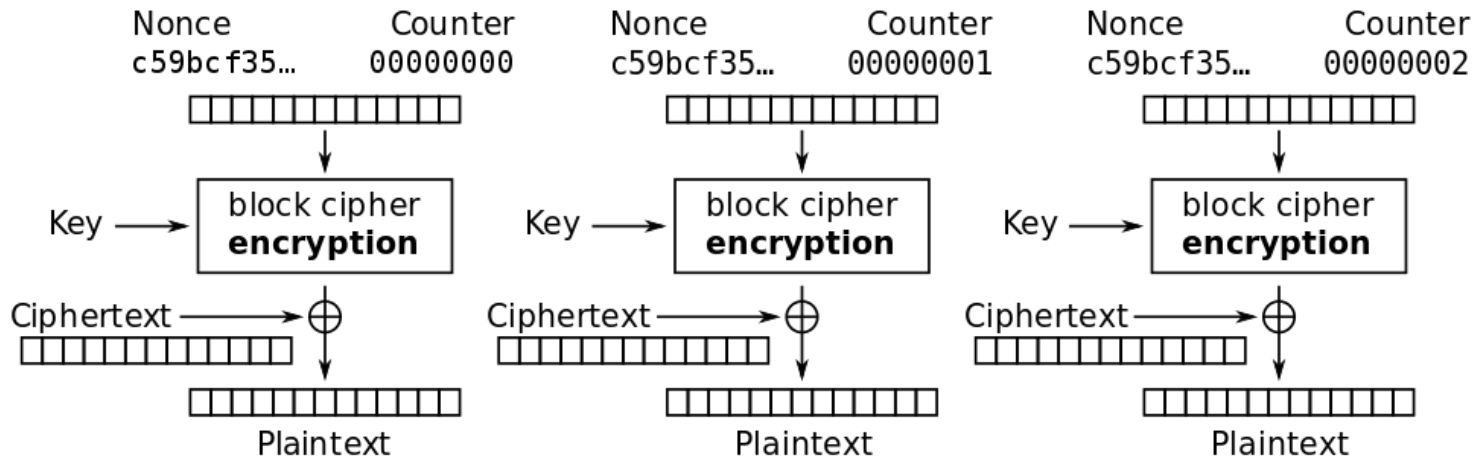 Nonce Counter Nonce Counter Nonce Counter
c59bcf35… 00000000 c59bcf35… 00000001 c59bcf35… 00000002
block cipher block cipher block cipher
Key Key Key
encryption encryption encryption
Ciphertext Ciphertext Ciphertext
Plaintext Plaintext Plaintext